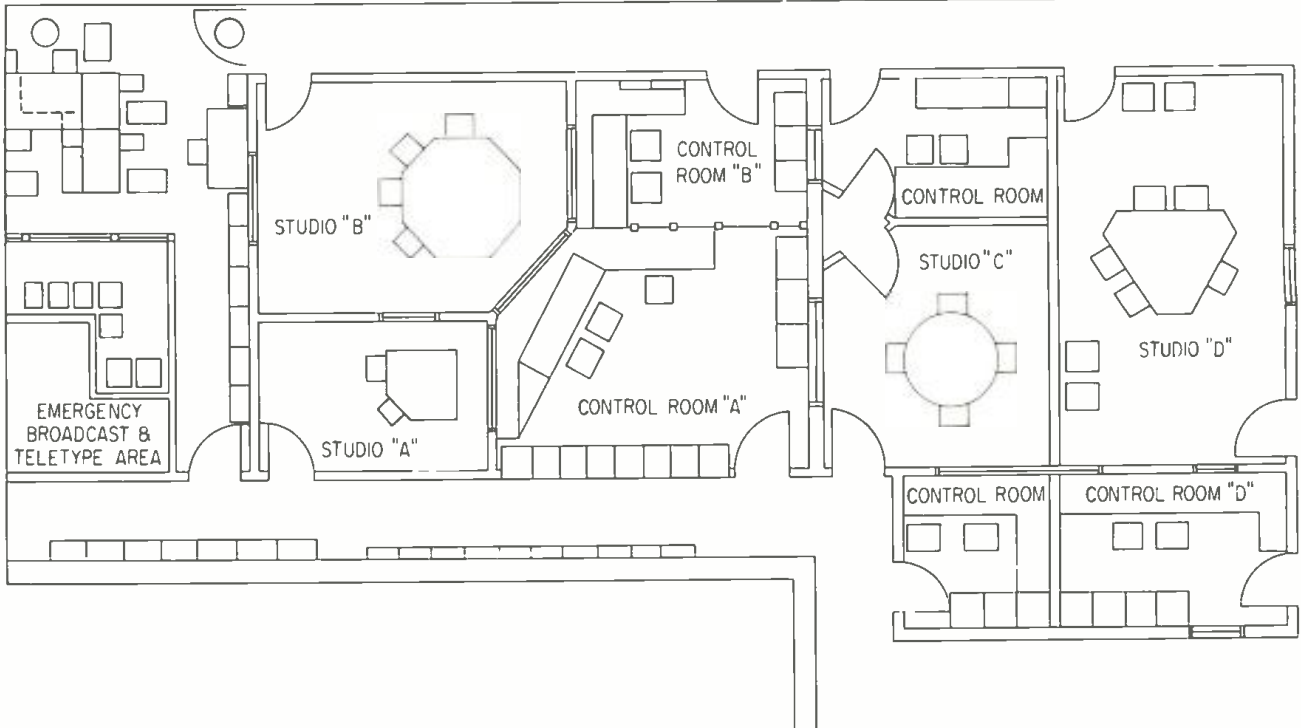 CONTROL
ROOM "B"
CONTROL ROOM
STUDIO "B"
STUDIO "C"
STUDIO "D"
EMERGENCY
BROADCAST &
TELETYPE AREA
STUDIO "A"
CONTROL ROOM "A"
CONTROL ROOM
CONTROL ROOM "D"